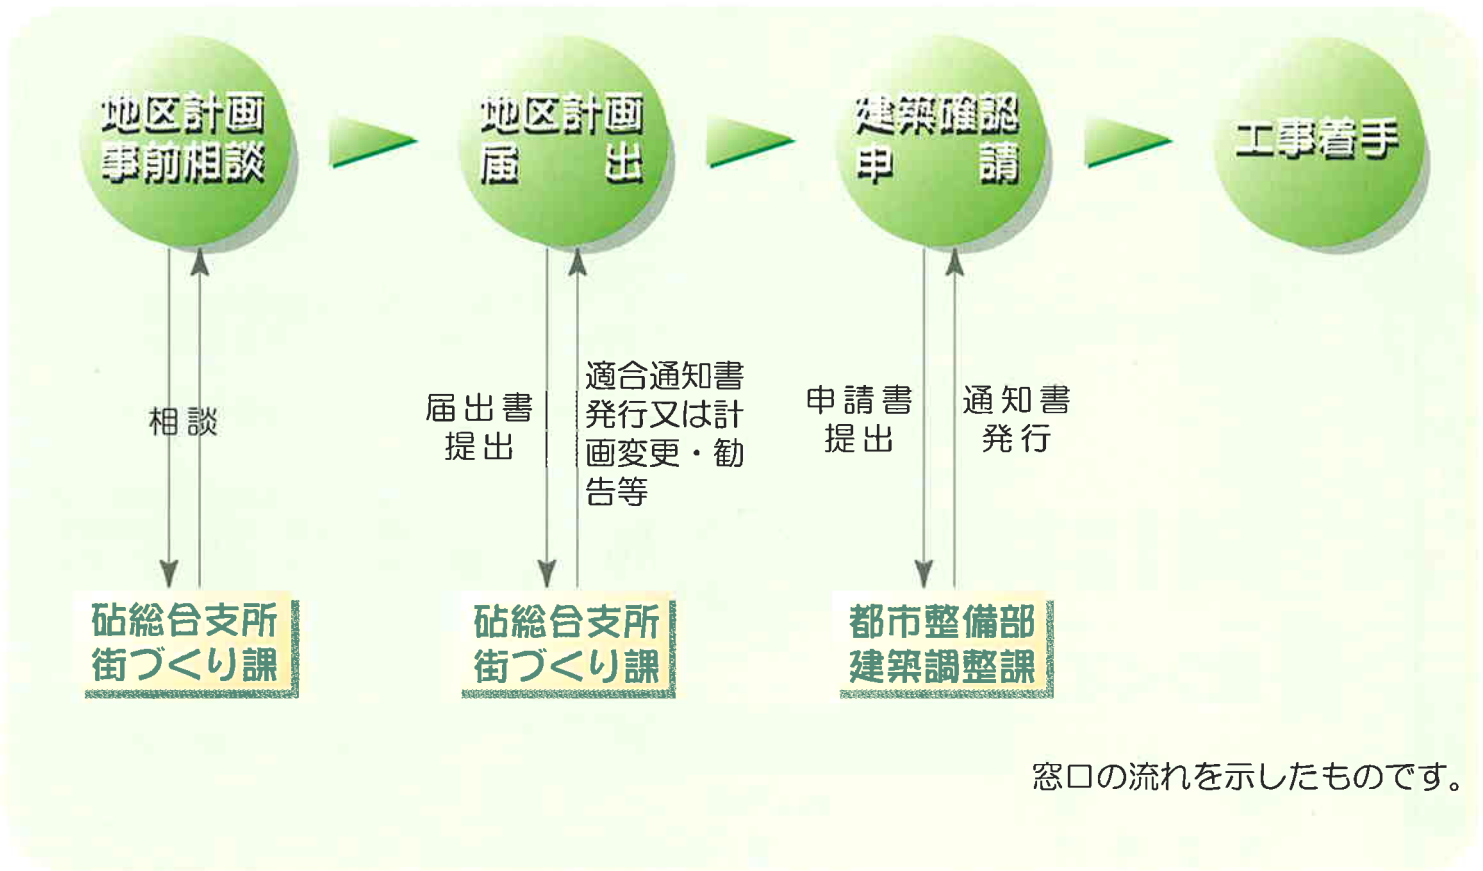 地区計画
事前相談
地区計画
届出
建築確認
申請
工事着手
相談
届出書
提出
適合通知書
発行又は計
画変更・勧
告等
申請書
提出
通知書
発行
砧総合支所
街づくり課
砧総合支所
街づくり課
都市整備部
建築調整課
窓口の流れを示したものです。